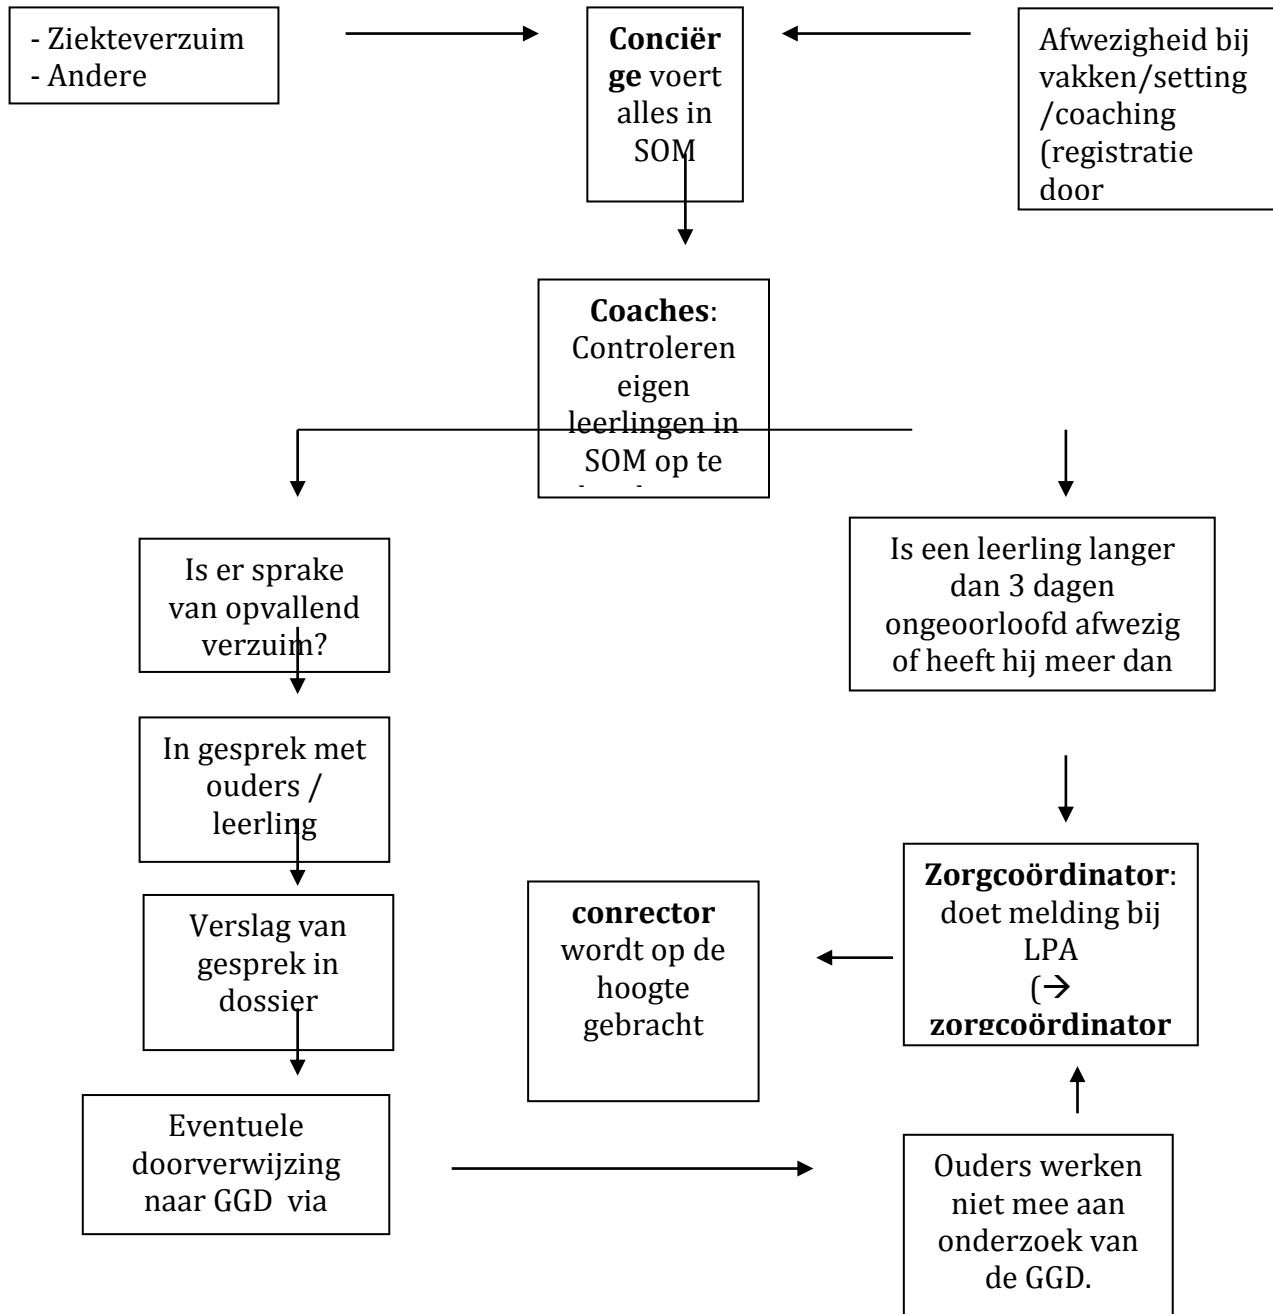 - Ziekteverzuim
- Andere
Conciër
ge voert
alles in
SOM
Afwezigheid bij
vakken/setting
/coaching
(registratie
door
Coaches:
Controleren
eigen
leerlingen in
SOM op te
Is er sprake
van opvallend
verzuim?
Is een leerling langer
dan 3 dagen
ongeoorloofd afwezig
of heeft hij meer dan
In gesprek met
ouders /
leerling
Verslag van
gesprek in
dossier
conrector
wordt op de
hoogte
gebracht
Zorgcoördinator:
doet melding bij
LPA
(→
zorgcoördinator
Eventuele
doorverwijzing
naar GGD via
Ouders werken
niet mee aan
onderzoek van
de GGD.